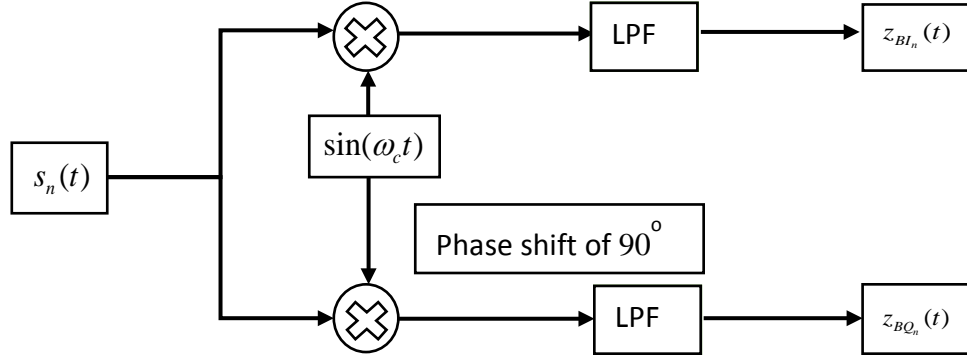 LPF
z_{BI_n}(t)
sin(ω_c t)
s_n(t)
Phase shift of 90°
LPF
z_{BQ_n}(t)